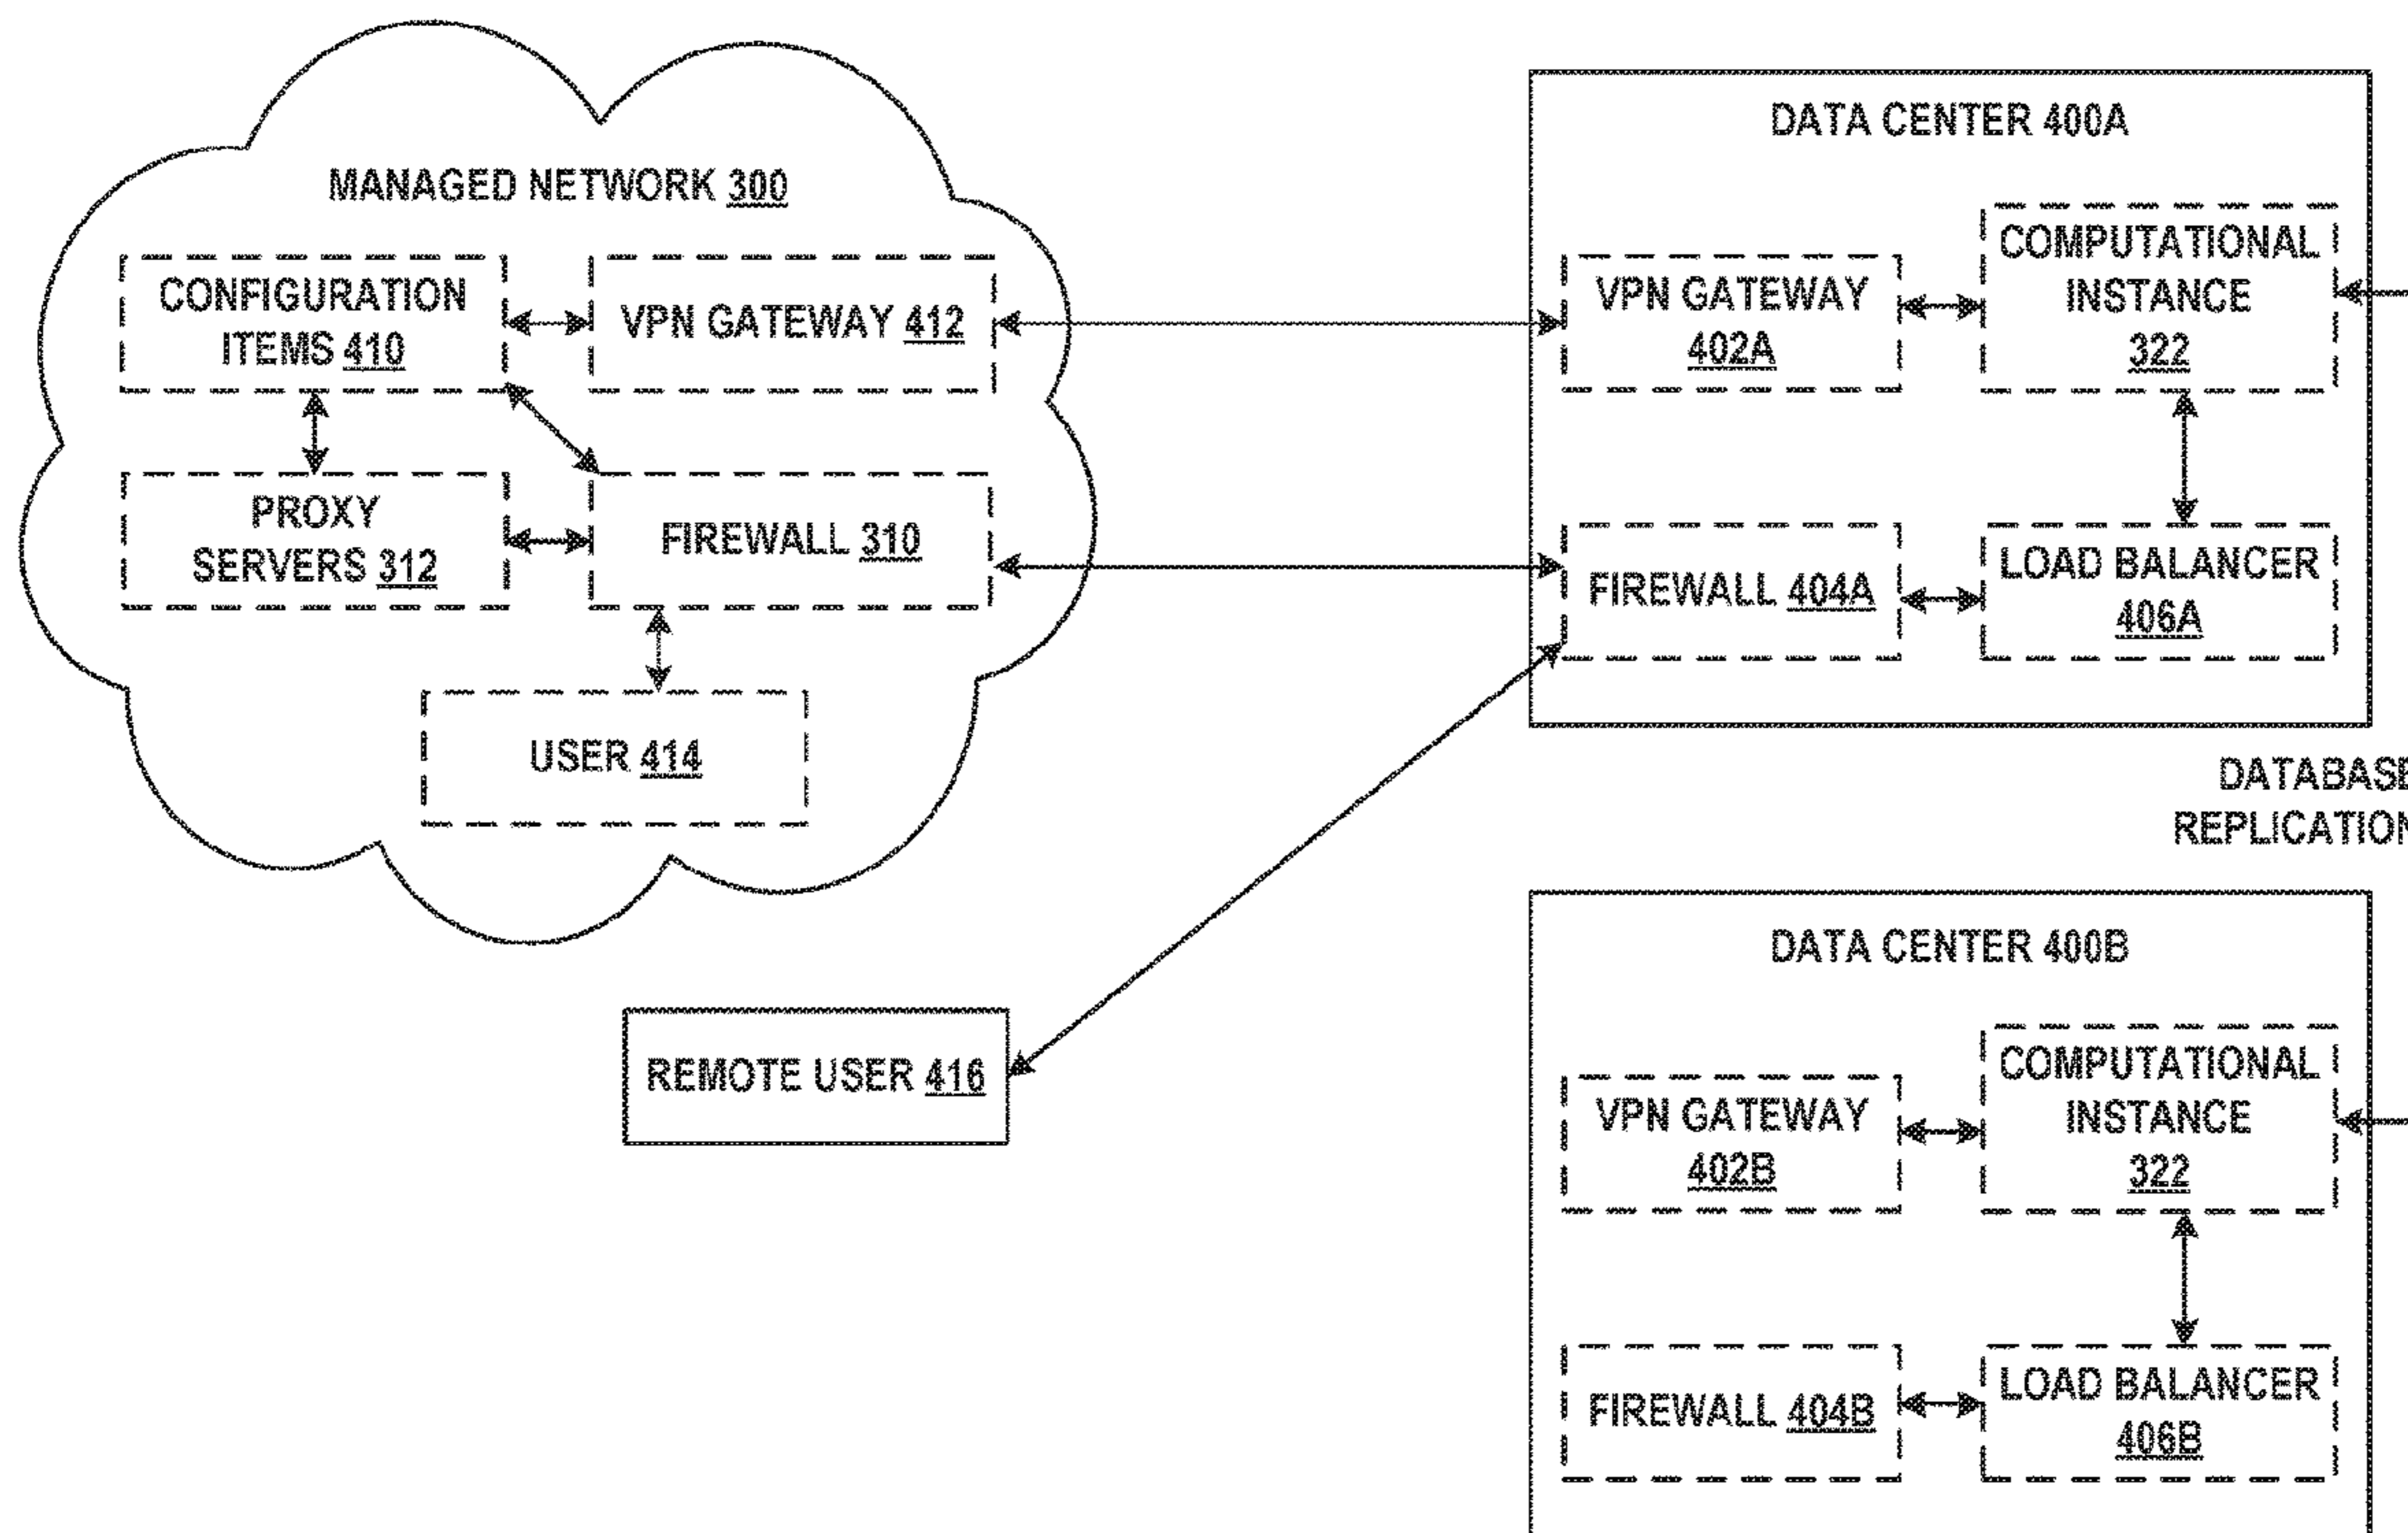 MANAGED NETWORK 300
CONFIGURATION
ITEMS 410
VPN GATEWAY 412
PROXY
SERVERS 312
FIREWALL 310
USER 414
REMOTE USER 416
DATA CENTER 400A
VPN GATEWAY
402A
COMPUTATIONAL
INSTANCE
322
FIREWALL 404A
LOAD BALANCER
406A
DATABASE
REPLICATION
DATA CENTER 400B
VPN GATEWAY
402B
COMPUTATIONAL
INSTANCE
322
FIREWALL 404B
LOAD BALANCER
406B